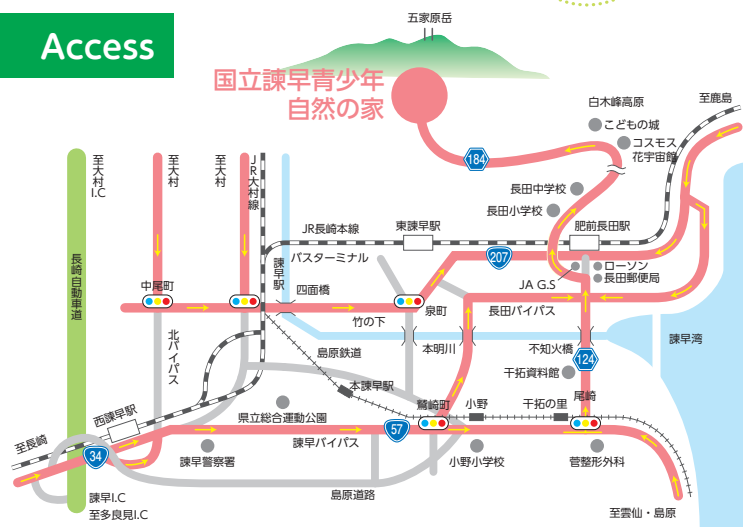 Access
五家原岳
国立諫早青少年
自然の家
白木峰高原
こどもの城
コスモス
花宇宙館
至鹿島
184
長田中学校
長田小学校
至大村I.C
至大村
至大村
JR大村線
長崎自動車道
JR長崎本線
東諫早駅
肥前長田駅
諫早駅
バスターミナル
207
ローソン
長田郵便局
JA G.S
中尾町
四面橋
泉町
長田バイパス
竹の下
北バイパス
島原鉄道
本明川
不知火橋
諫早湾
124
干拓資料館
本諫早駅
西諫早駅
県立総合運動公園
鷲崎町
小野
干拓の里
尾崎
至長崎
34
諫早警察署
諫早バイパス
57
小野小学校
菅整形外科
諫早I.C
至多良見I.C
島原道路
至雲仙・島原